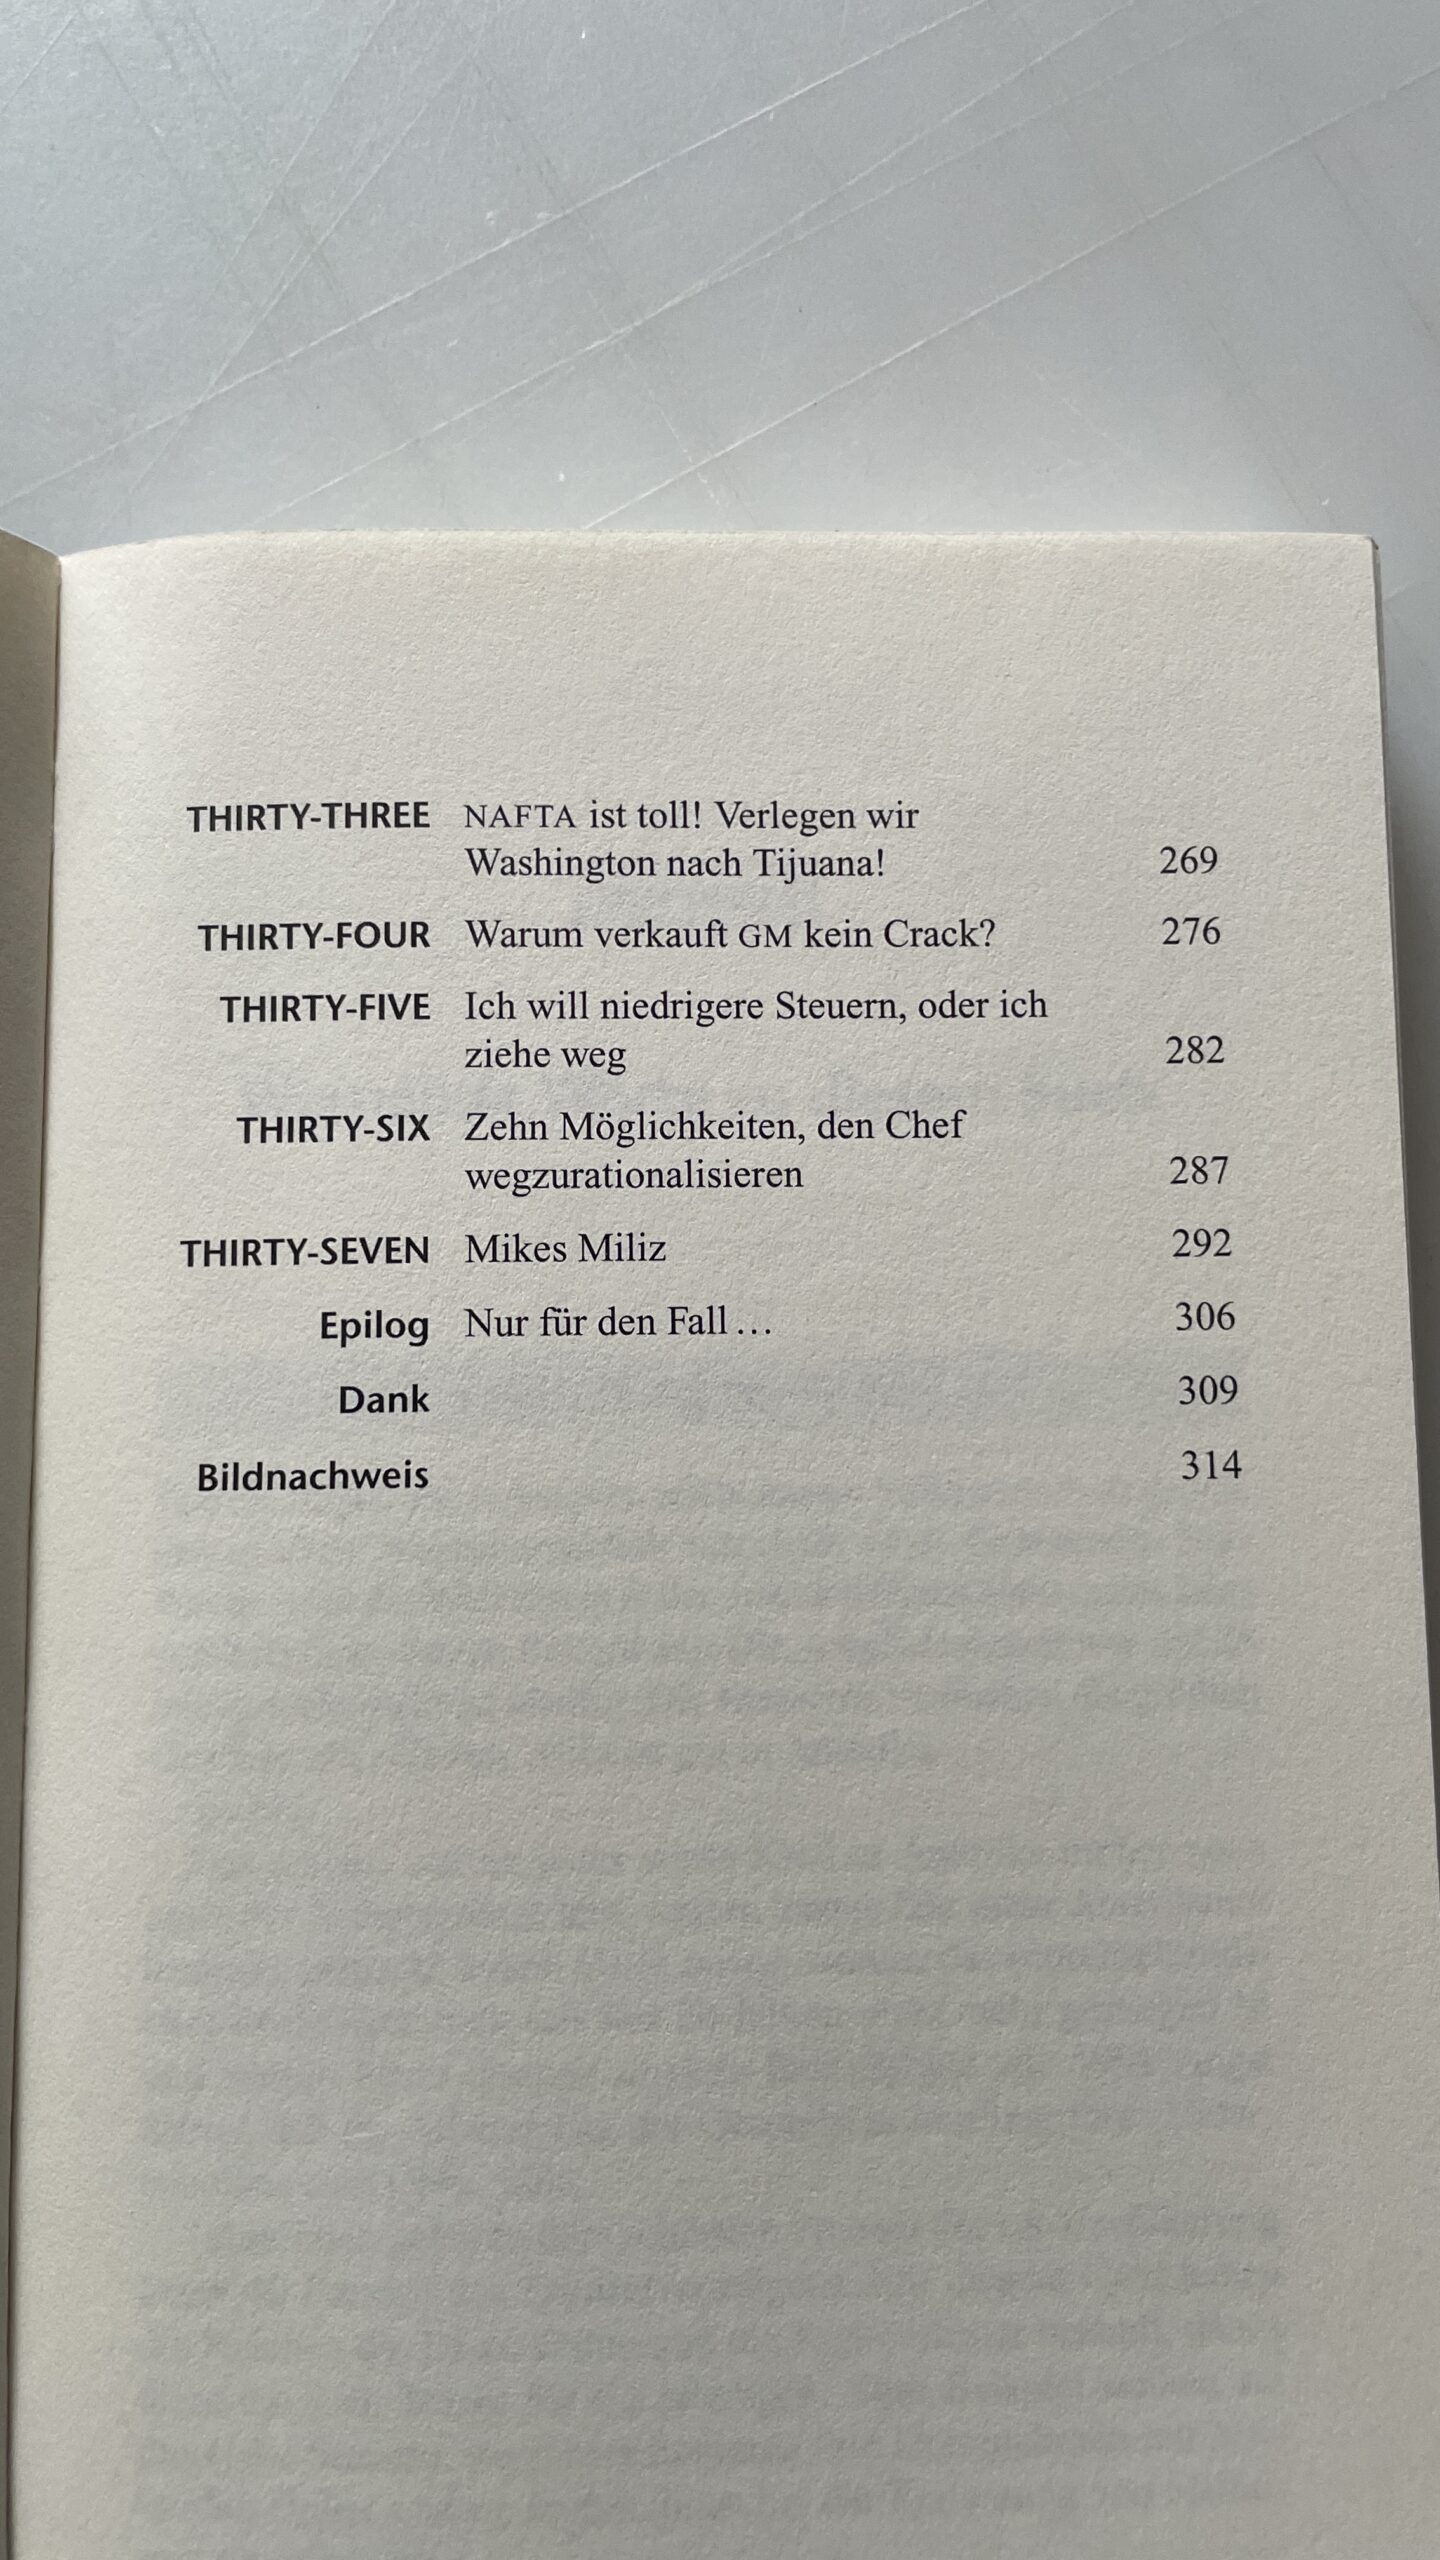 THIRTY-THREE NAFTA ist toll! Verlegen wir
Washington nach Tijuana! 269
THIRTY-FOUR Warum verkauft GM kein Crack? 276
THIRTY-FIVE Ich will niedrigere Steuern, oder ich
ziehe weg 282
THIRTY-SIX Zehn Möglichkeiten, den Chef
wegzurationalisieren 287
THIRTY-SEVEN Mikes Miliz 292
Epilog Nur für den Fall ... 306
Dank 309
Bildnachweis 314